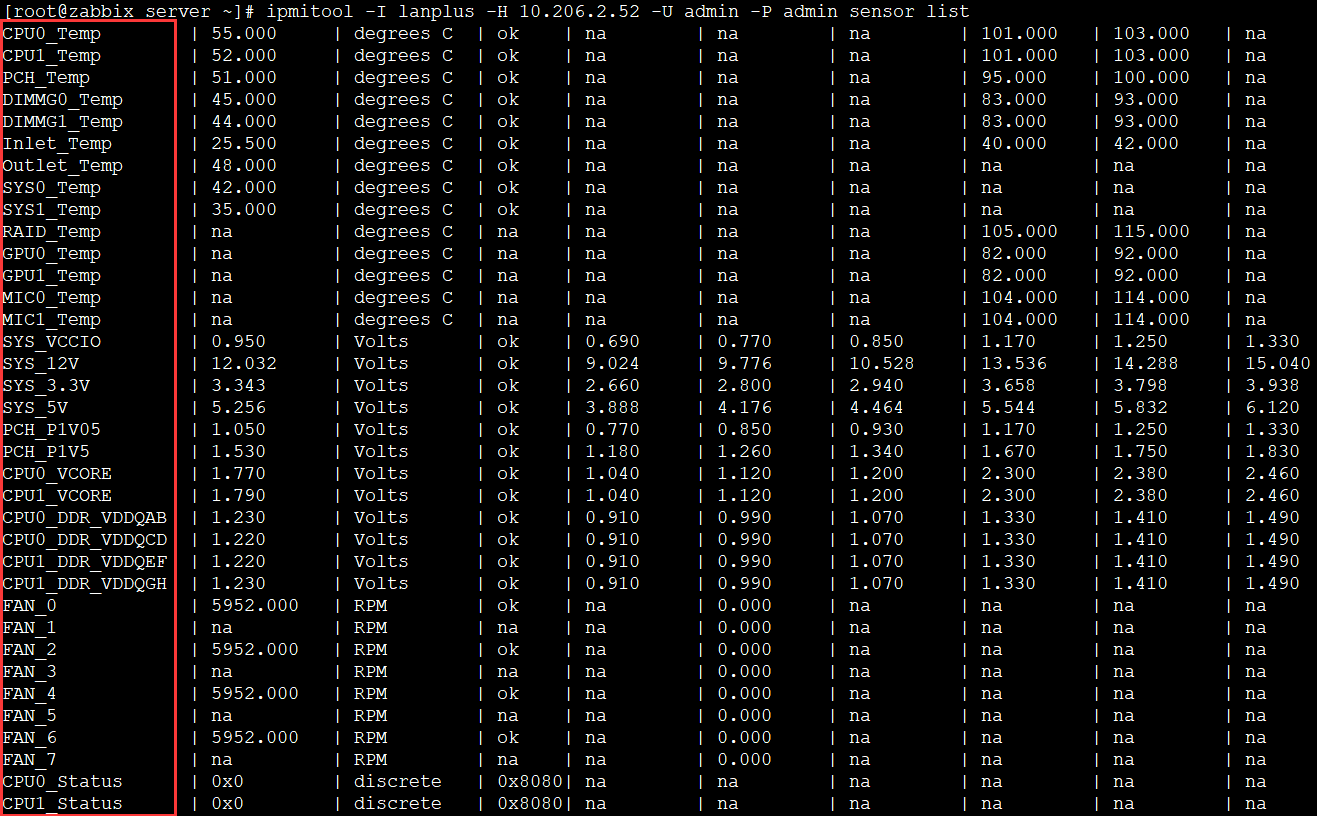 [root@zabbix_server ~]# ipmitool -I lanplus -H 10.206.2.52 -U admin -P admin sensor list
CPU0_Temp | 55.000 | degrees C | ok | na | na | na | 101.000 | 103.000 | na
CPU1_Temp | 52.000 | degrees C | ok | na | na | na | 101.000 | 103.000 | na
PCH_Temp | 51.000 | degrees C | ok | na | na | na | 95.000 | 100.000 | na
DIMMG0_Temp | 45.000 | degrees C | ok | na | na | na | 83.000 | 93.000 | na
DIMMG1_Temp | 44.000 | degrees C | ok | na | na | na | 83.000 | 93.000 | na
Inlet_Temp | 25.500 | degrees C | ok | na | na | na | 40.000 | 42.000 | na
Outlet_Temp | 48.000 | degrees C | ok | na | na | na | na | na | na
SYS0_Temp | 42.000 | degrees C | ok | na | na | na | na | na | na
SYS1_Temp | 35.000 | degrees C | ok | na | na | na | na | na | na
RAID_Temp | na | degrees C | na | na | na | na | 105.000 | 115.000 | na
GPU0_Temp | na | degrees C | na | na | na | na | 82.000 | 92.000 | na
GPU1_Temp | na | degrees C | na | na | na | na | 82.000 | 92.000 | na
MIC0_Temp | na | degrees C | na | na | na | na | 104.000 | 114.000 | na
MIC1_Temp | na | degrees C | na | na | na | na | 104.000 | 114.000 | na
SYS_VCCIO | 0.950 | Volts | ok | 0.690 | 0.770 | 0.850 | 1.170 | 1.250 | 1.330
SYS_12V | 12.032 | Volts | ok | 9.024 | 9.776 | 10.528 | 13.536 | 14.288 | 15.040
SYS_3.3V | 3.343 | Volts | ok | 2.660 | 2.800 | 2.940 | 3.658 | 3.798 | 3.938
SYS_5V | 5.256 | Volts | ok | 3.888 | 4.176 | 4.464 | 5.544 | 5.832 | 6.120
PCH_P1V05 | 1.050 | Volts | ok | 0.770 | 0.850 | 0.930 | 1.170 | 1.250 | 1.330
PCH_P1V5 | 1.530 | Volts | ok | 1.180 | 1.260 | 1.340 | 1.670 | 1.750 | 1.830
CPU0_VCORE | 1.770 | Volts | ok | 1.040 | 1.120 | 1.200 | 2.300 | 2.380 | 2.460
CPU1_VCORE | 1.790 | Volts | ok | 1.040 | 1.120 | 1.200 | 2.300 | 2.380 | 2.460
CPU0_DDR_VDDQAB | 1.230 | Volts | ok | 0.910 | 0.990 | 1.070 | 1.330 | 1.410 | 1.490
CPU0_DDR_VDDQCD | 1.220 | Volts | ok | 0.910 | 0.990 | 1.070 | 1.330 | 1.410 | 1.490
CPU1_DDR_VDDQEF | 1.220 | Volts | ok | 0.910 | 0.990 | 1.070 | 1.330 | 1.410 | 1.490
CPU1_DDR_VDDQGH | 1.230 | Volts | ok | 0.910 | 0.990 | 1.070 | 1.330 | 1.410 | 1.490
FAN_0 | 5952.000 | RPM | ok | na | 0.000 | na | na | na | na
FAN_1 | na | RPM | na | na | 0.000 | na | na | na | na
FAN_2 | 5952.000 | RPM | ok | na | 0.000 | na | na | na | na
FAN_3 | na | RPM | na | na | 0.000 | na | na | na | na
FAN_4 | 5952.000 | RPM | ok | na | 0.000 | na | na | na | na
FAN_5 | na | RPM | na | na | 0.000 | na | na | na | na
FAN_6 | 5952.000 | RPM | ok | na | 0.000 | na | na | na | na
FAN_7 | na | RPM | na | na | 0.000 | na | na | na | na
CPU0_Status | 0x0 | discrete | 0x8080| na | na | na | na | na | na
CPU1_Status | 0x0 | discrete | 0x8080| na | na | na | na | na | na